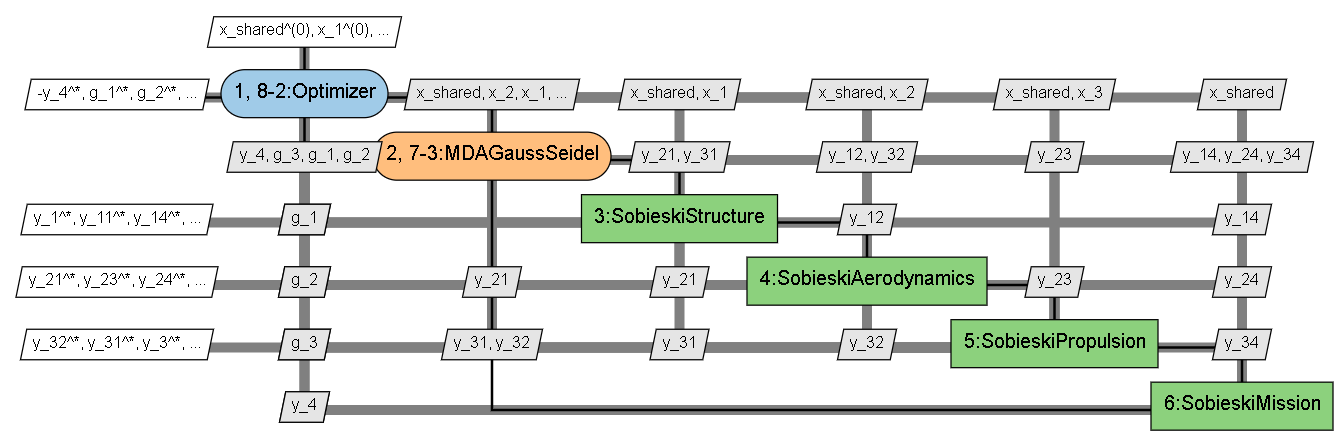 x_shared^(0), x_1^(0), ...
-y_4^*, g_1^*, g_2^*, ...
1, 8-2:Optimizer
x_shared, x_2, x_1, ...
x_shared, x_1
x_shared, x_2
x_shared, x_3
x_shared
y_4, g_3, g_1, g_2
2, 7-3:MDAGaussSeidel
y_21, y_31
y_12, y_32
y_23
y_14, y_24, y_34
y_1^*, y_11^*, y_14^*, ...
g_1
3:SobieskiStructure
y_12
y_14
y_21^*, y_23^*, y_24^*, ...
g_2
y_21
y_21
4:SobieskiAerodynamics
y_23
y_24
y_32^*, y_31^*, y_3^*, ...
g_3
y_31, y_32
y_31
y_32
5:SobieskiPropulsion
y_34
y_4
6:SobieskiMission